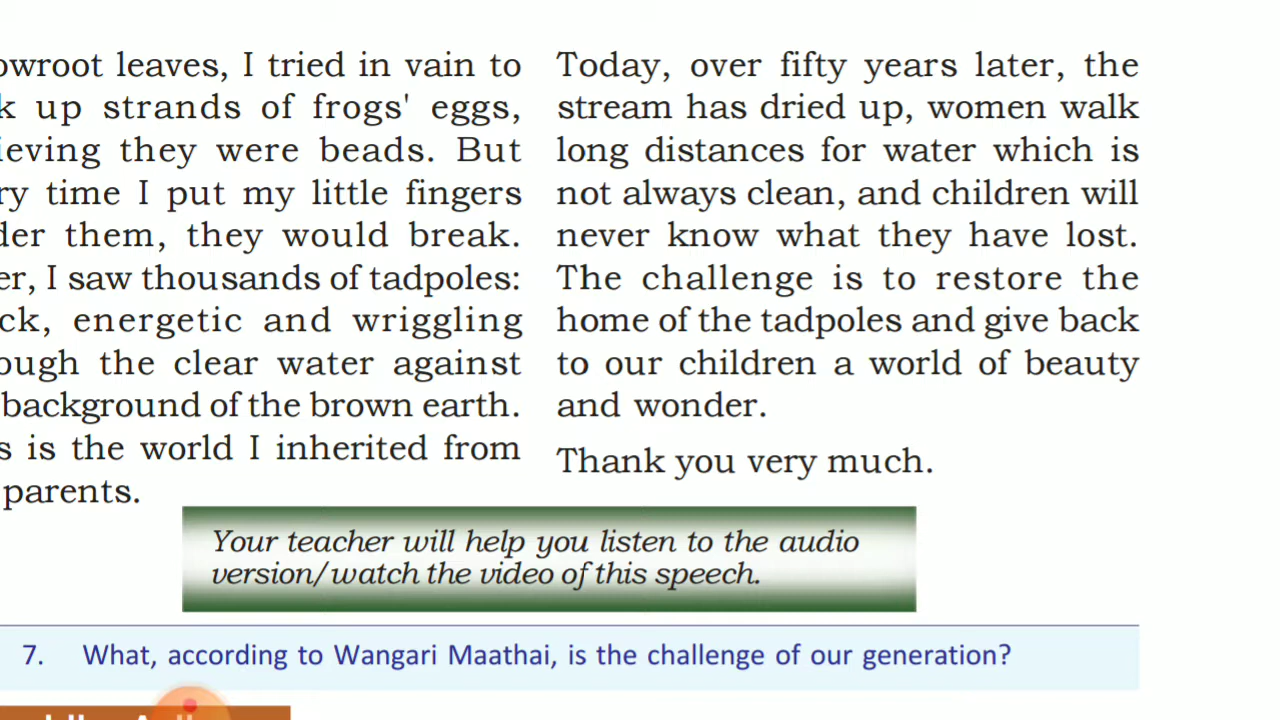 owroot leaves, I tried in vain to
k up strands of frogs' eggs,
ieving they were beads. But
ry time I put my little fingers
der them, they would break.
er, I saw thousands of tadpoles:
ck, energetic and wriggling
ough the clear water against
background of the brown earth.
s is the world I inherited from
parents.
Today, over fifty years later, the
stream has dried up, women walk
long distances for water which is
not always clean, and children will
never know what they have lost.
The challenge is to restore the
home of the tadpoles and give back
to our children a world of beauty
and wonder.
Thank you very much.
Your teacher will help you listen to the audio
version/watch the video of this speech.
7. What, according to Wangari Maathai, is the challenge of our generation?